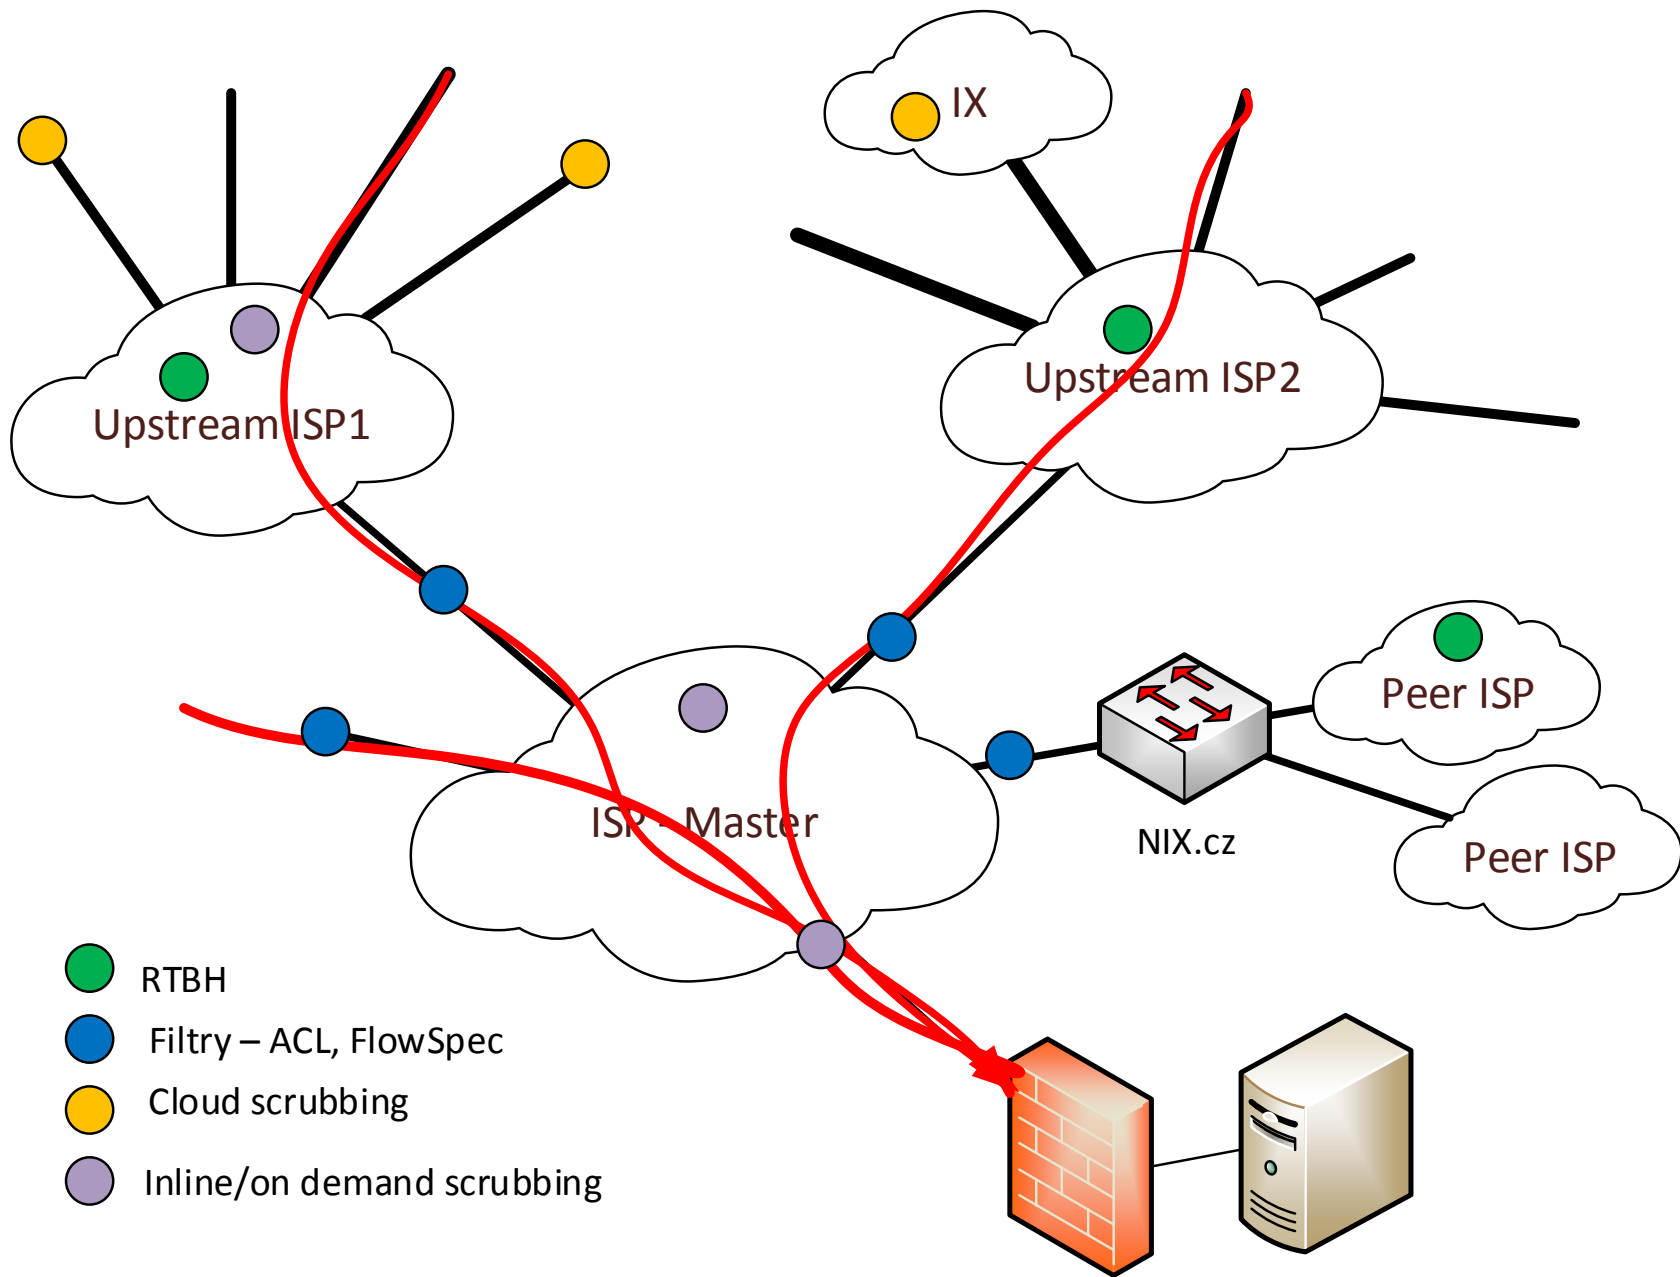 IX
Upstream ISP1
Upstream ISP2
Peer ISP
ISP - Master
NIX.cz
Peer ISP
RTBH
Filtry – ACL, FlowSpec
Cloud scrubbing
Inline/on demand scrubbing